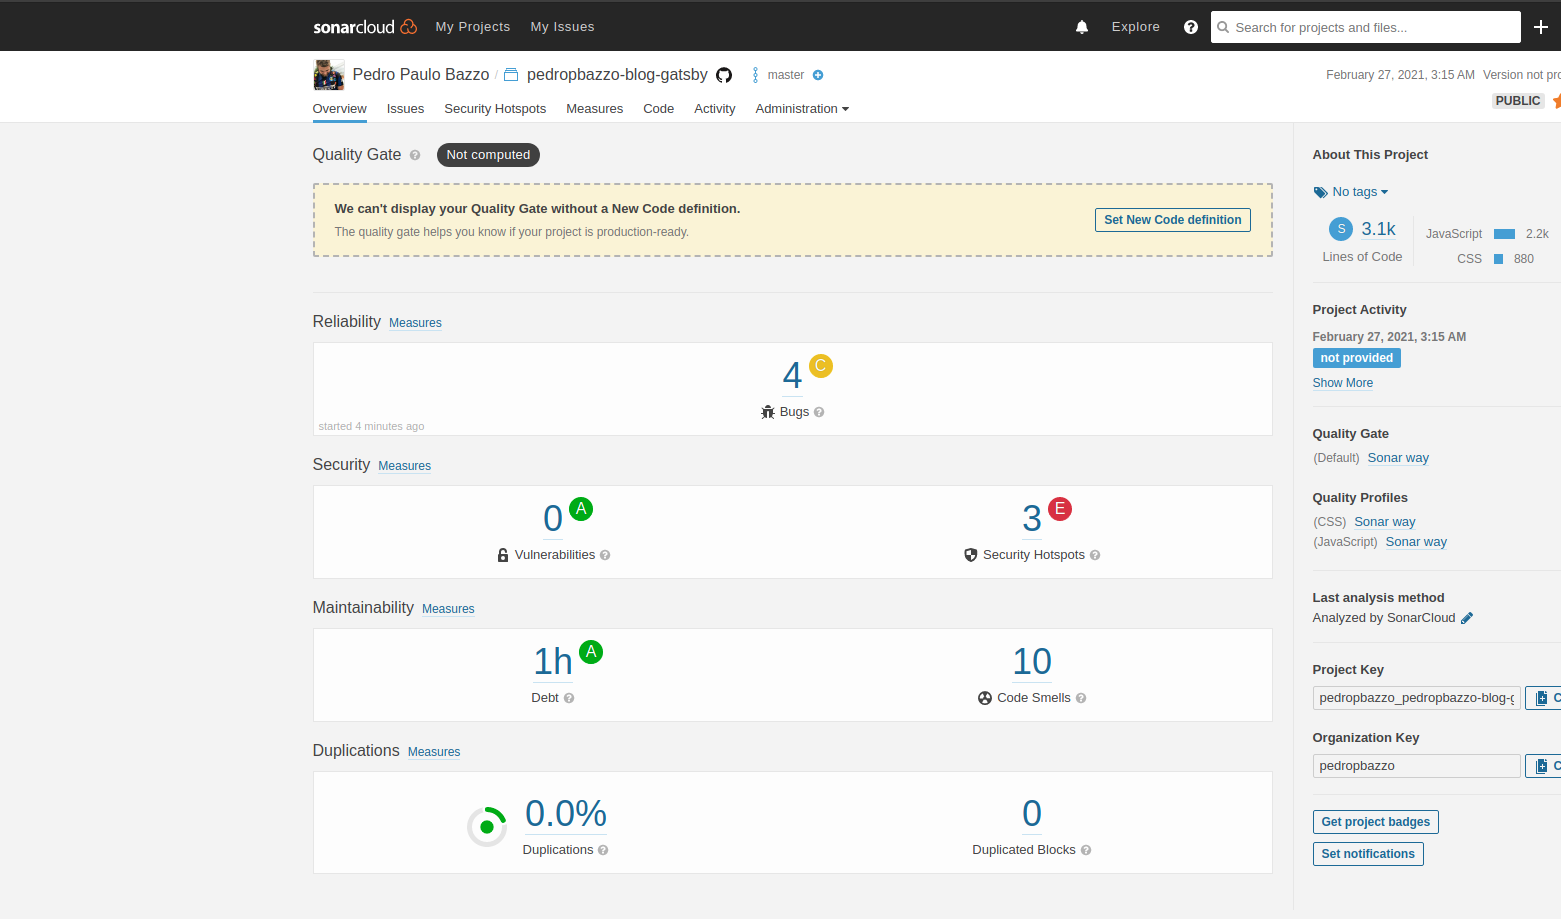 sonarcloud My Projects My Issues Explore Search for projects and files...
Pedro Paulo Bazzo / pedropbazzo-blog-gatsby master February 27, 2021, 3:15 AM Version not pro
PUBLIC
Overview Issues Security Hotspots Measures Code Activity Administration
Quality Gate ? Not computed
We can't display your Quality Gate without a New Code definition.
The quality gate helps you know if your project is production-ready.
Set New Code definition
Reliability Measures
4 C
Bugs ?
started 4 minutes ago
Security Measures
0 A
Vulnerabilities ?
3 E
Security Hotspots ?
Maintainability Measures
1h A
Debt ?
10
Code Smells ?
Duplications Measures
0.0%
Duplications ?
0
Duplicated Blocks ?
About This Project
No tags
S 3.1k
Lines of Code
JavaScript 2.2k
CSS 880
Project Activity
February 27, 2021, 3:15 AM
not provided
Show More
Quality Gate
(Default) Sonar way
Quality Profiles
(CSS) Sonar way
(JavaScript) Sonar way
Last analysis method
Analyzed by SonarCloud
Project Key
pedropbazzo_pedropbazzo-blog-g C
Organization Key
pedropbazzo C
Get project badges
Set notifications